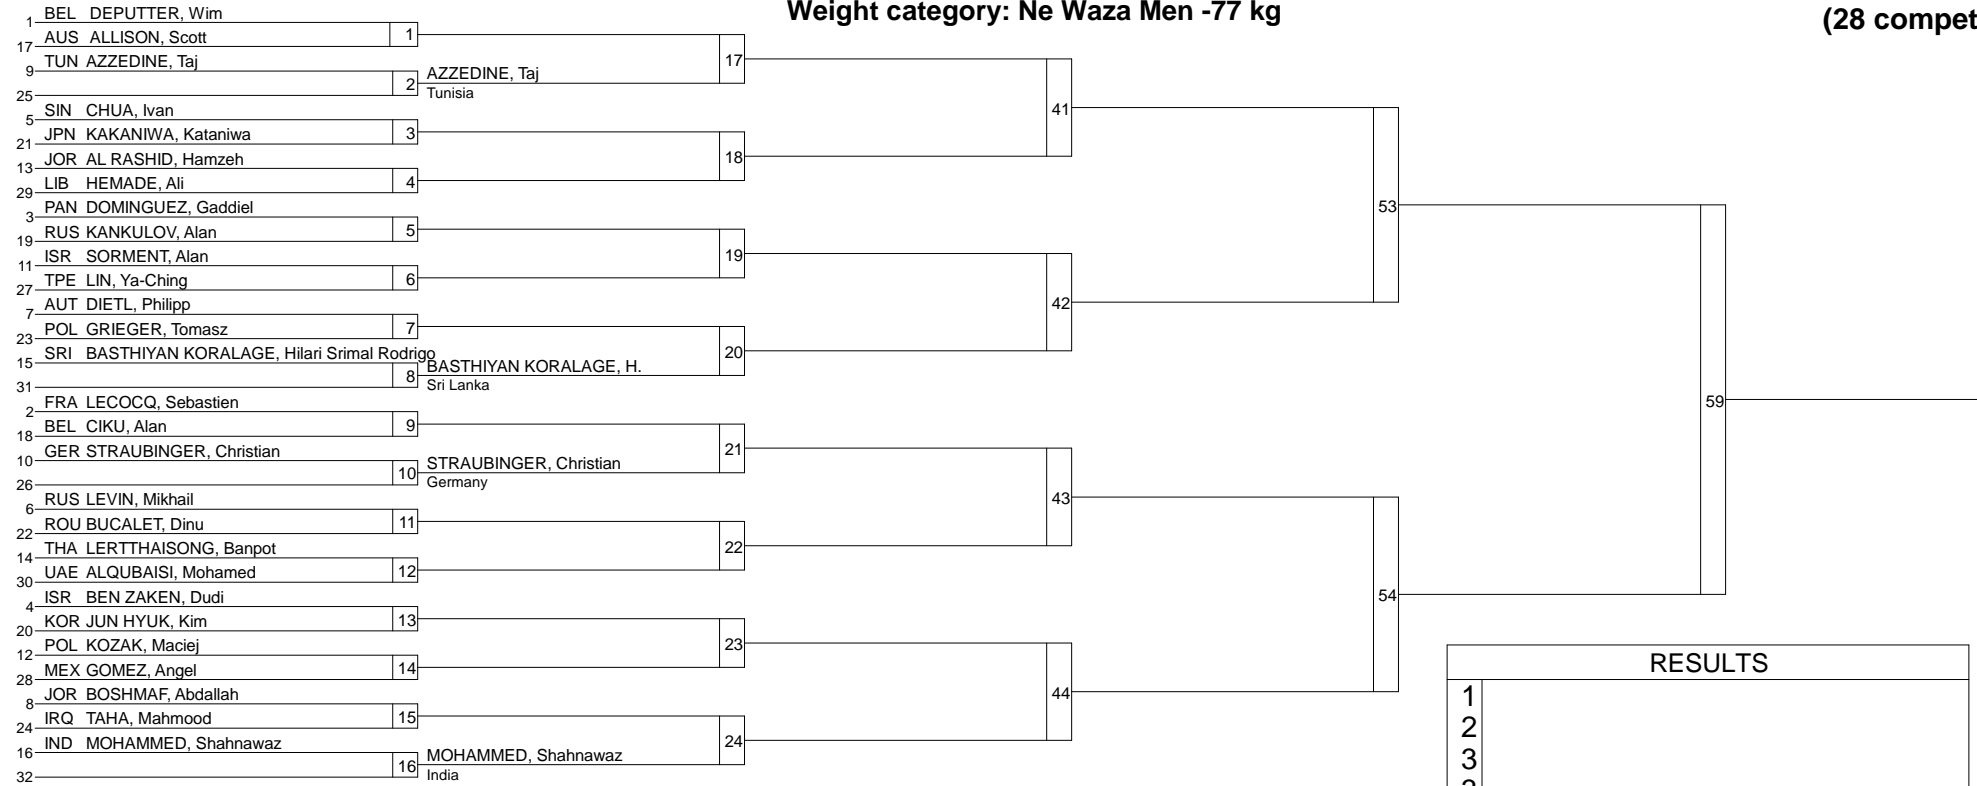 Weight category: Ne Waza Men -77 kg
(28 compet
1 BEL DEPUTTER, Wim
17 AUS ALLISON, Scott
1
9 TUN AZZEDINE, Taj
25
2
AZZEDINE, Taj
Tunisia
17
5 SIN CHUA, Ivan
21 JPN KAKANIWA, Kataniwa
3
13 JOR AL RASHID, Hamzeh
29 LIB HEMADE, Ali
4
18
41
3 PAN DOMINGUEZ, Gaddiel
19 RUS KANKULOV, Alan
5
11 ISR SORMENT, Alan
27 TPE LIN, Ya-Ching
6
19
7 AUT DIETL, Philipp
23 POL GRIEGER, Tomasz
7
15 SRI BASTHIYAN KORALAGE, Hilari Srimal Rodrigo
31
8
BASTHIYAN KORALAGE, H.
Sri Lanka
20
42
53
2 FRA LECOCQ, Sebastien
18 BEL CIKU, Alan
9
10 GER STRAUBINGER, Christian
26
10
STRAUBINGER, Christian
Germany
21
6 RUS LEVIN, Mikhail
22 ROU BUCALET, Dinu
11
14 THA LERTTHAISONG, Banpot
30 UAE ALQUBAISI, Mohamed
12
22
43
4 ISR BEN ZAKEN, Dudi
20 KOR JUN HYUK, Kim
13
12 POL KOZAK, Maciej
28 MEX GOMEZ, Angel
14
23
8 JOR BOSHMAF, Abdallah
24 IRQ TAHA, Mahmood
15
16 IND MOHAMMED, Shahnawaz
32
16
MOHAMMED, Shahnawaz
India
24
44
54
59
RESULTS
1
2
3